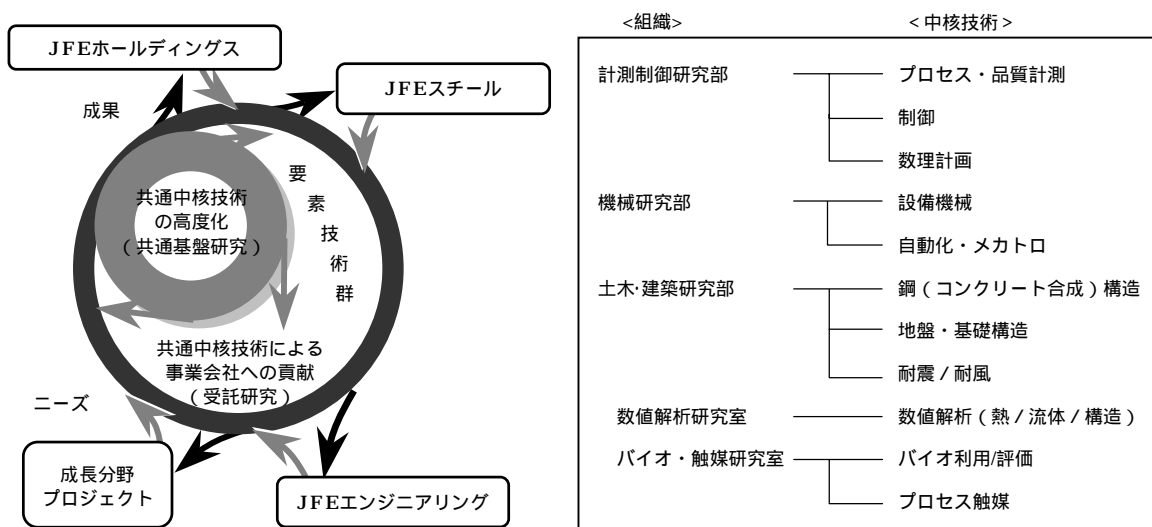 JFEホールディングス
成果
JFEスチール
要
素
技
術
群
共通中核技術
の高度化
(共通基盤研究)
共通中核技術による
事業会社への貢献
(受託研究)
ニーズ
成長分野
プロジェクト
JFEエンジニアリング
<組織>
<中核技術>
計測制御研究部
プロセス・品質計測
制御
数理計画
機械研究部
設備機械
自動化・メカトロ
土木・建築研究部
鋼(コンクリート合成)構造
地盤・基礎構造
耐震/耐風
数値解析研究室
数値解析(熱/流体/構造)
バイオ・触媒研究室
バイオ利用/評価
プロセス触媒